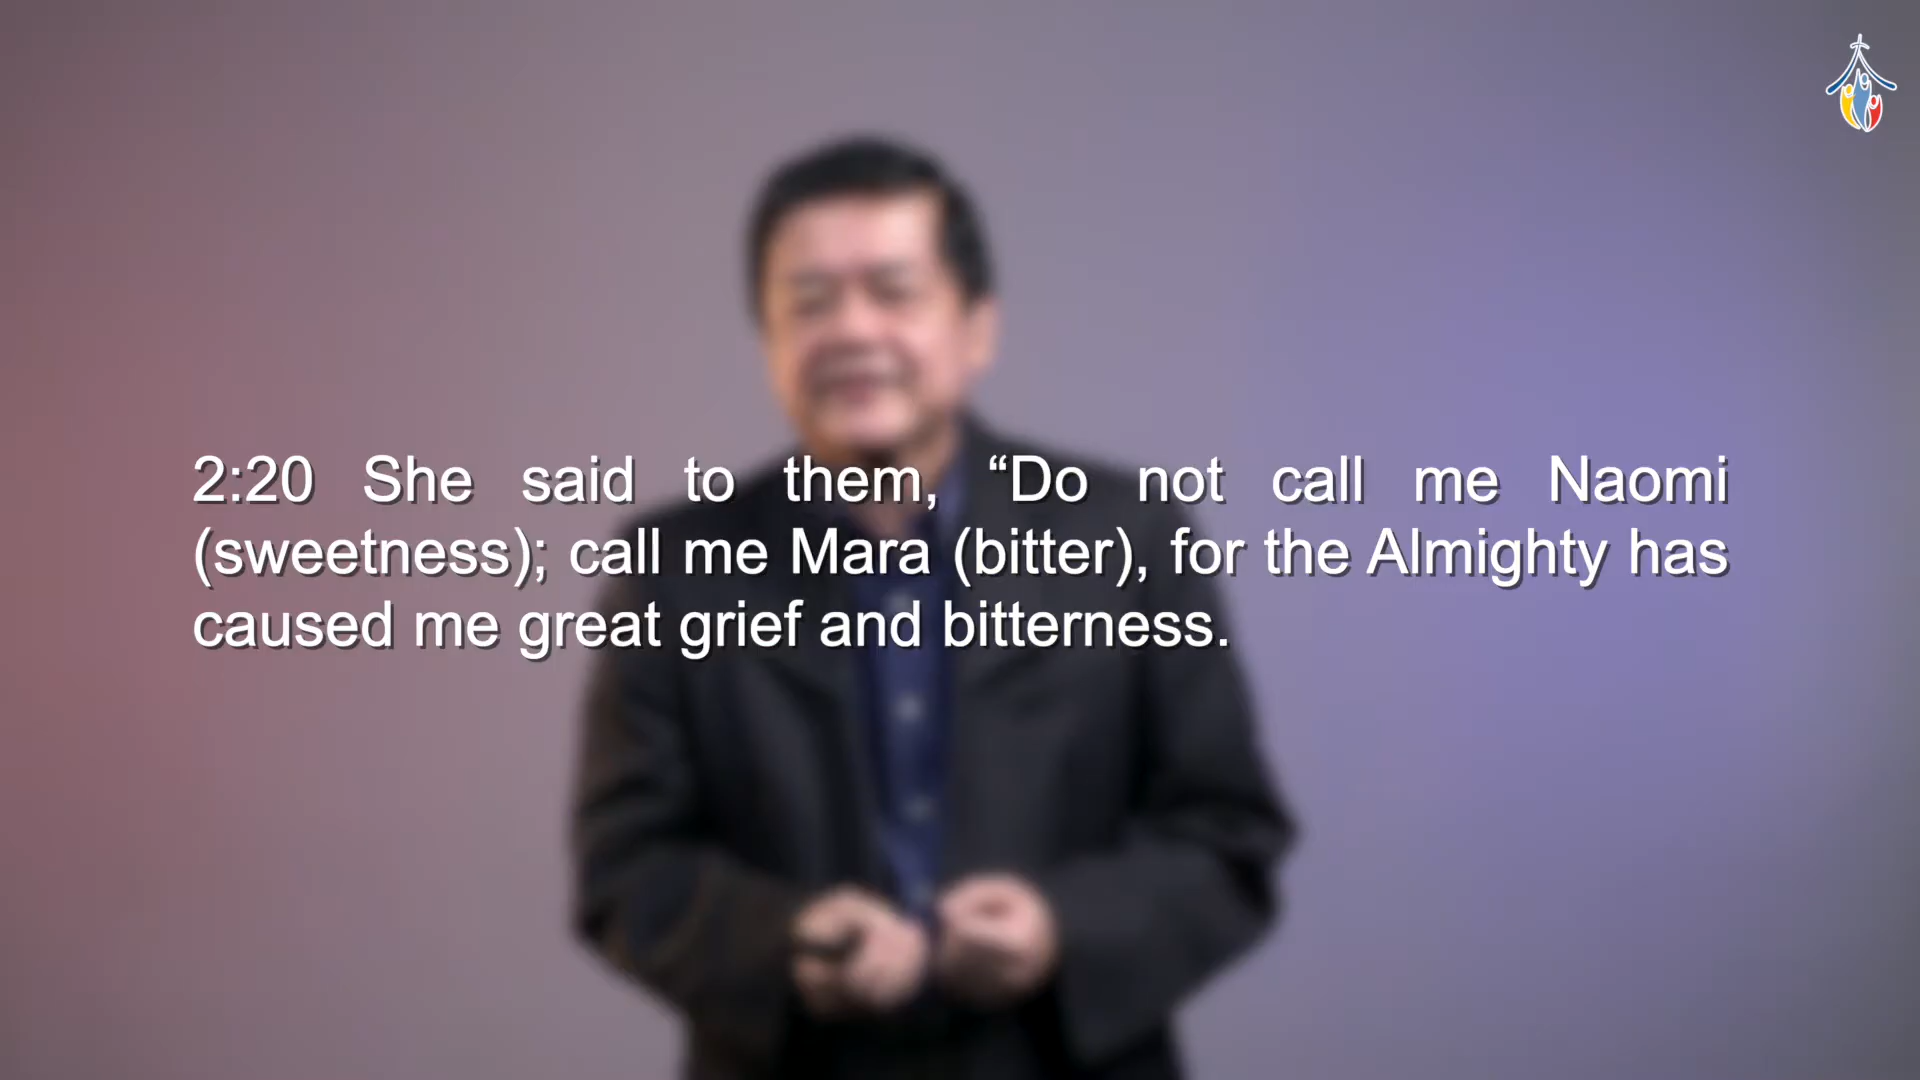 2:20 She said to them, “Do not call me Naomi
(sweetness); call me Mara (bitter), for the Almighty has
caused me great grief and bitterness.